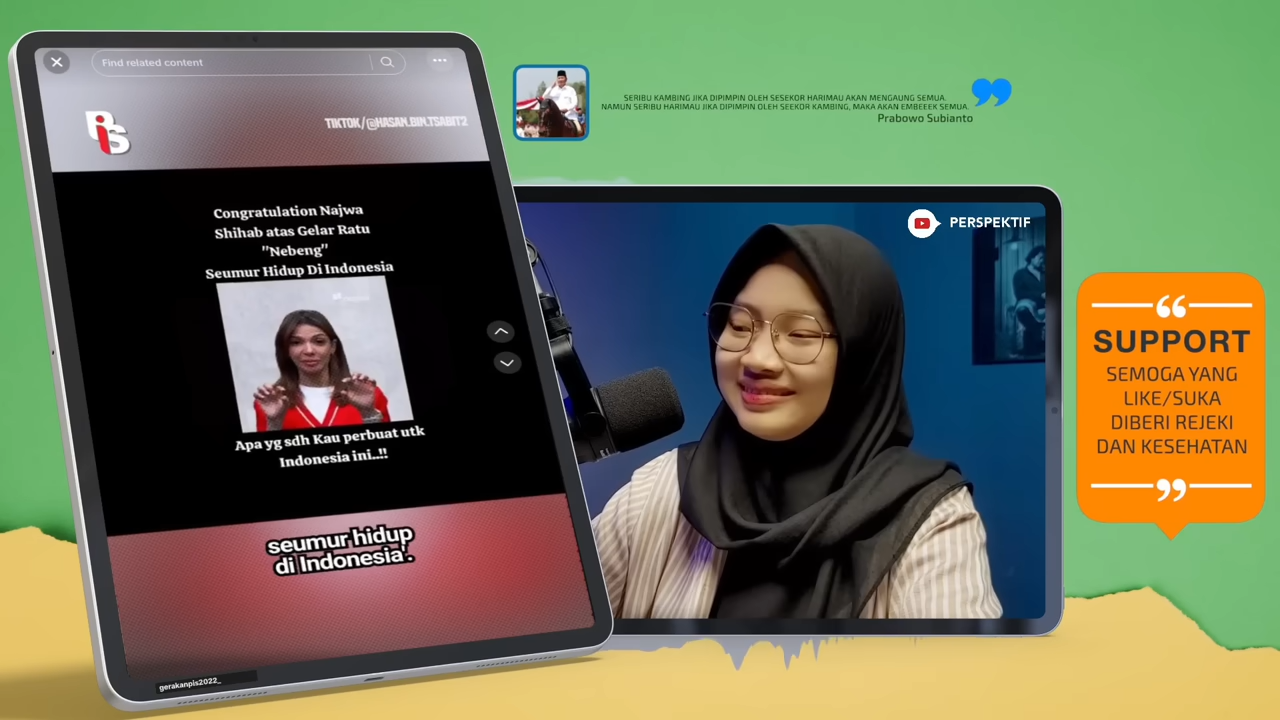 Find related content
PiS
TIKTOK/@HASAN.BIN.TSABIT2
Congratulation Najwa
Shihab atas Gelar Ratu
"Nebeng"
Seumur Hidup Di Indonesia
Apa yg sdh Kau perbuat utk
Indonesia ini..!!
seumur hidup
di Indonesia'.
gerakanpis2022_
SERIBU KAMBING JIKA DIPIMPIN OLEH SESEKOR HARIMAU AKAN MENGAUNG SEMUA.
NAMUN SERIBU HARIMAU JIKA DIPIMPIN OLEH SEEKOR KAMBING, MAKA AKAN EMBEEEK SEMUA.
Prabowo Subianto
PERSPEKTIF
SUPPORT
SEMOGA YANG
LIKE/SUKA
DIBERI REJEKI
DAN KESEHATAN